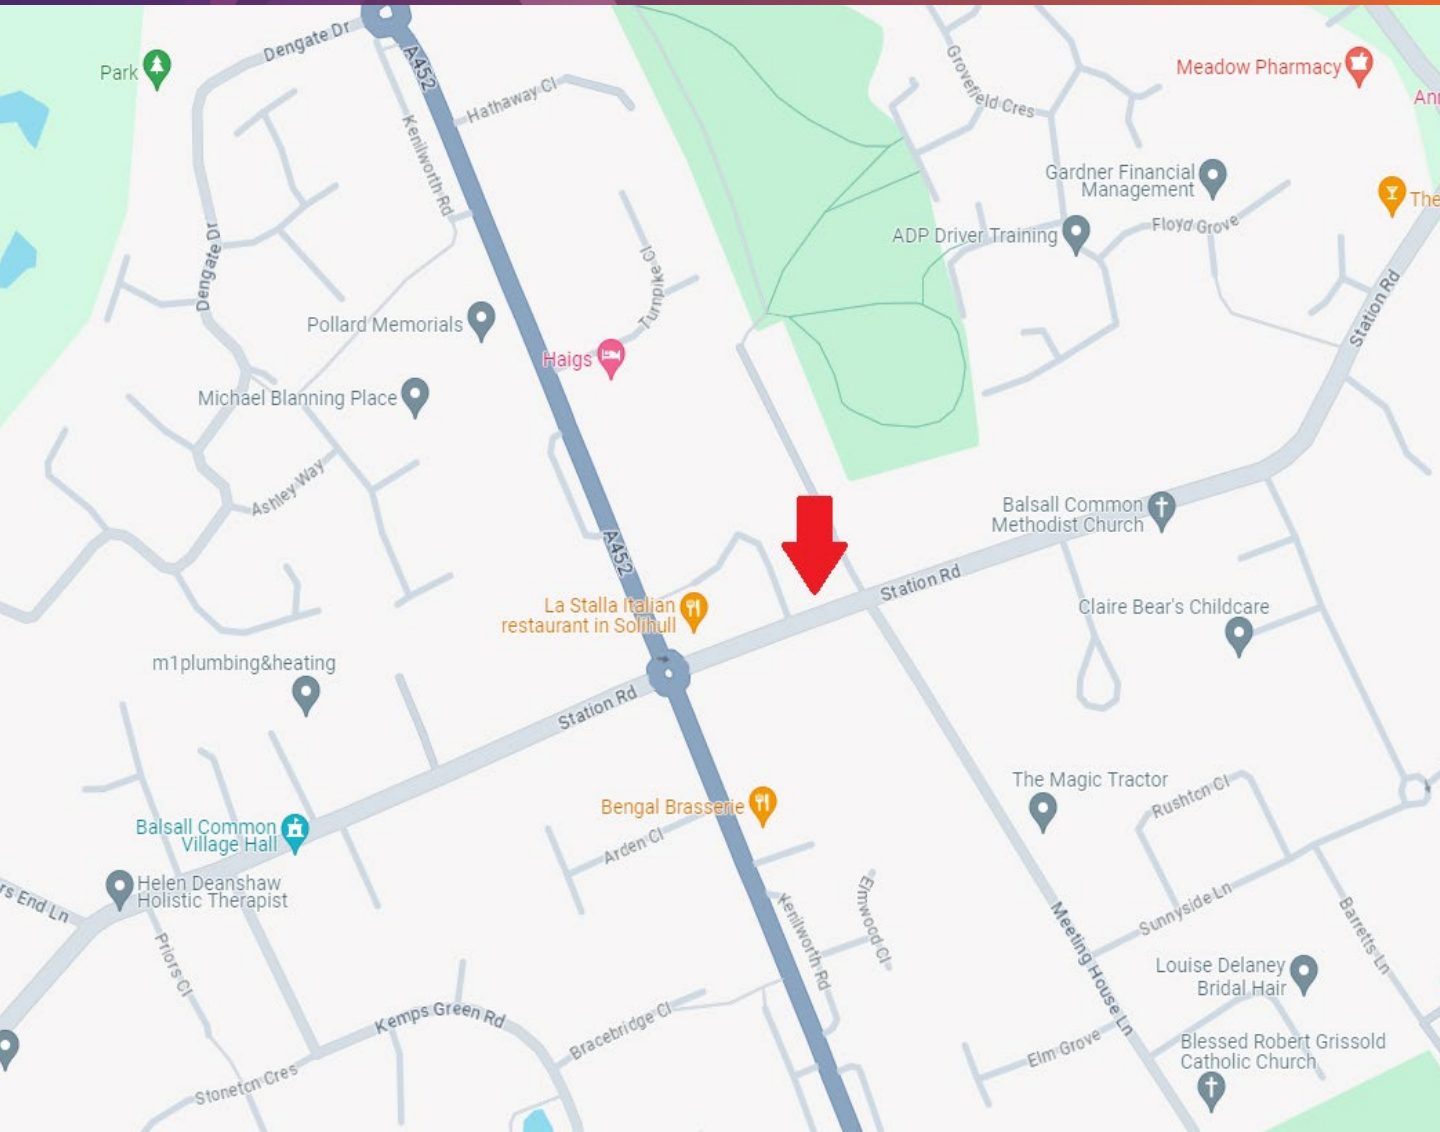 Dengate Dr
A452
Park
Meadow Pharmacy
Hathaway Cl
Grovefield Cres
Kenilworth Rd
Gardner Financial
Management
The
ADP Driver Training
Floyd Grove
Dengate Dr
Turnpike Cl
Station Rd
Pollard Memorials
Haigs
Michael Blanning Place
Ashley Way
Balsall Common
Methodist Church
A452
Station Rd
La Stalla Italian
restaurant in Solihull
Claire Bear's Childcare
m1plumbing&heating
Station Rd
The Magic Tractor
Rushton Cl
Bengal Brasserie
Balsall Common
Village Hall
Arden Cl
Helen Deanshaw
Holistic Therapist
End Ln
Kenilworth Rd
Elmwood Cl
Sunnyside Ln
Barretts Ln
Meeting House Ln
Priors Cl
Louise Delaney
Bridal Hair
Kemps Green Rd
Bracebridge Cl
Elm Grove
Blessed Robert Grissold
Catholic Church
Stoneton Cres